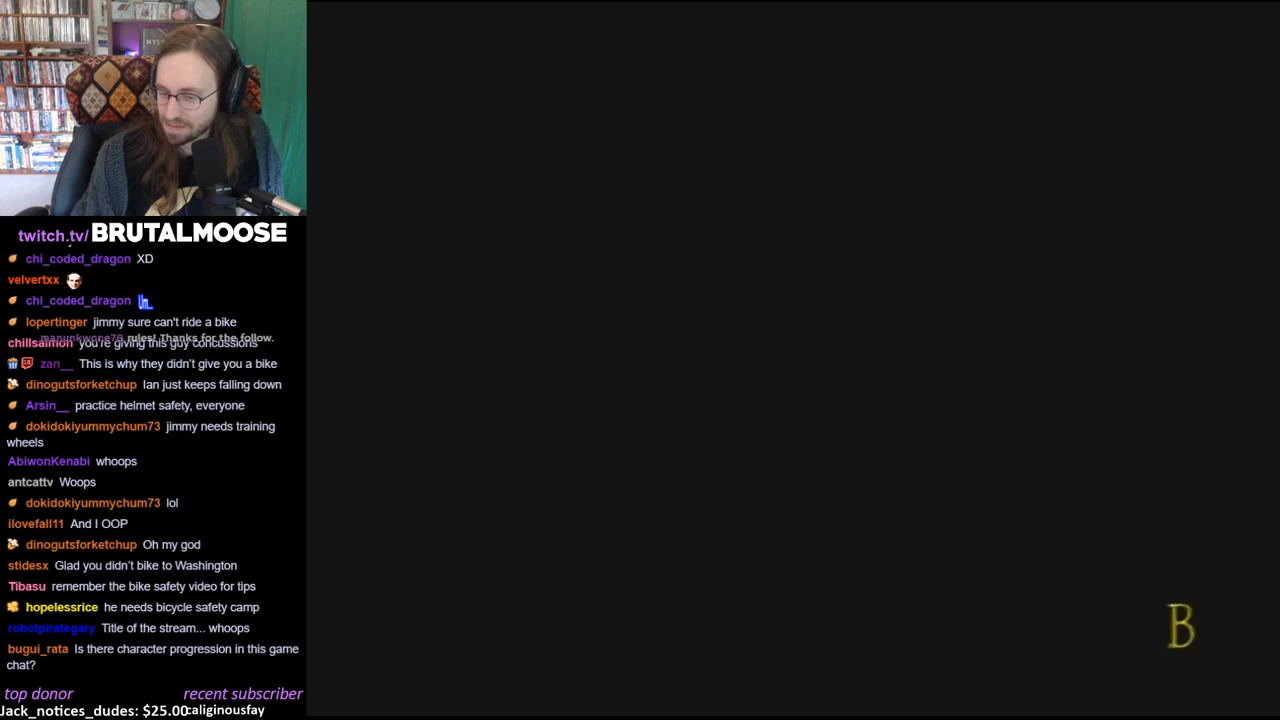 twitch.tv/BRUTALMOOSE
chi_coded_dragon XD
velvertxx
chi_coded_dragon
lopertinger jimmy sure can't ride a bike
rules! Thanks for the follow.
chillsalmon you're giving this guy concussions
zan__ This is why they didn't give you a bike
dinogutsforketchup Ian just keeps falling down
Arsin__ practice helmet safety, everyone
dokidokiyummychum73 jimmy needs training
wheels
AbiwonKenabi whoops
antcattv Woops
dokidokiyummychum73 lol
ilovefall11 And I OOP
dinogutsforketchup Oh my god
stidesx Glad you didn't bike to Washington
Tibasu remember the bike safety video for tips
hopelessrice he needs bicycle safety camp
robotpirategary Title of the stream... whoops
bugui_rata Is there character progression in this game
chat?
top donor recent subscriber
Jack_notices_dudes: $25.00 caliginousfay
B